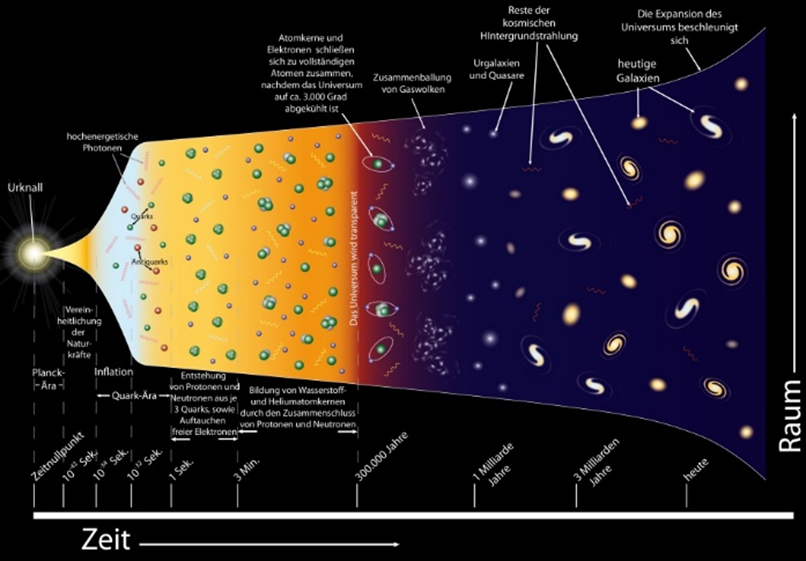 Atomkerne und
Elektronen schließen
sich zu vollständigen
Atomen zusammen,
nachdem das Universum
auf ca. 3.000 Grad
abgekühlt ist
Reste der
kosmischen
HIntergrundstrahlung
Die Expansion des
Universums beschleunigt
sich
Urgalaxien
und Quasare
heutige
Galaxien
Zusammenballung
von Gaswolken
hochenergetische
Photonen
Urknall
Quarks
Antiquarks
Das Universum wird transparent
Verein-
heitlichung
der
Natur-
kräfte
Planck-
Ära
Inflation
Quark-Ära
Entstehung
von Protonen und
Neutronen aus je
3 Quarks, sowie
Auftauchen
freier Elektronen
Bildung von Wasserstoff-
und Heliumatomkernen
durch den Zusammenschluss
von Protonen und Neutronen
Raum
Zeitnullpunkt
10⁻⁴³ Sek.
10⁻³⁴ Sek.
10⁻³² Sek.
1 Sek.
3 Min.
300.000 Jahre
1 Milliarde
Jahre
3 Milliarden
Jahre
heute
Zeit